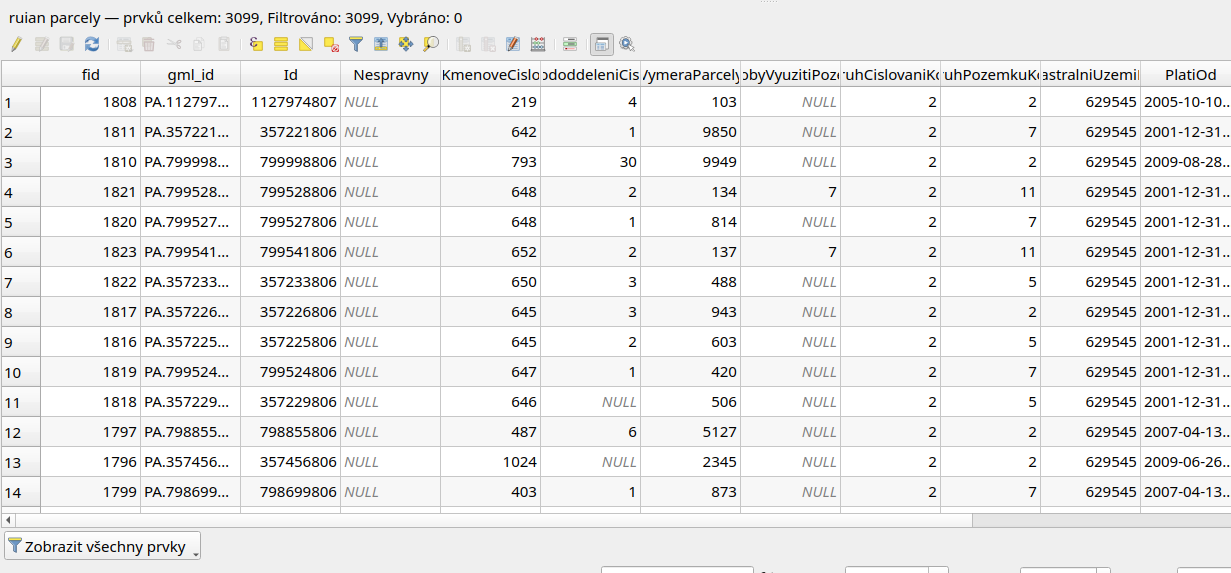 ruian parcely — prvků celkem: 3099, Filtrováno: 3099, Vybráno: 0
fid gml_id Id Nespravny KmenoveCislo ododdeleniCis VymeraParcely obyVyuzitiPoz ruhCislovaniKo ruhPozemkuKo astralniUzemi PlatiOd
1 1808 PA.112797... 1127974807 NULL 219 4 103 NULL 2 2 629545 2005-10-10...
2 1811 PA.357221... 357221806 NULL 642 1 9850 NULL 2 7 629545 2001-12-31...
3 1810 PA.799998... 799998806 NULL 793 30 9949 NULL 2 2 629545 2009-08-28...
4 1821 PA.799528... 799528806 NULL 648 2 134 7 2 11 629545 2001-12-31...
5 1820 PA.799527... 799527806 NULL 648 1 814 NULL 2 7 629545 2001-12-31...
6 1823 PA.799541... 799541806 NULL 652 2 137 7 2 11 629545 2001-12-31...
7 1822 PA.357233... 357233806 NULL 650 3 488 NULL 2 5 629545 2001-12-31...
8 1817 PA.357226... 357226806 NULL 645 3 943 NULL 2 2 629545 2001-12-31...
9 1816 PA.357225... 357225806 NULL 645 2 603 NULL 2 5 629545 2001-12-31...
10 1819 PA.799524... 799524806 NULL 647 1 420 NULL 2 7 629545 2001-12-31...
11 1818 PA.357229... 357229806 NULL 646 NULL 506 NULL 2 5 629545 2001-12-31...
12 1797 PA.798855... 798855806 NULL 487 6 5127 NULL 2 2 629545 2007-04-13...
13 1796 PA.357456... 357456806 NULL 1024 NULL 2345 NULL 2 2 629545 2009-06-26...
14 1799 PA.798699... 798699806 NULL 403 1 873 NULL 2 7 629545 2007-04-13...
Zobrazit všechny prvky